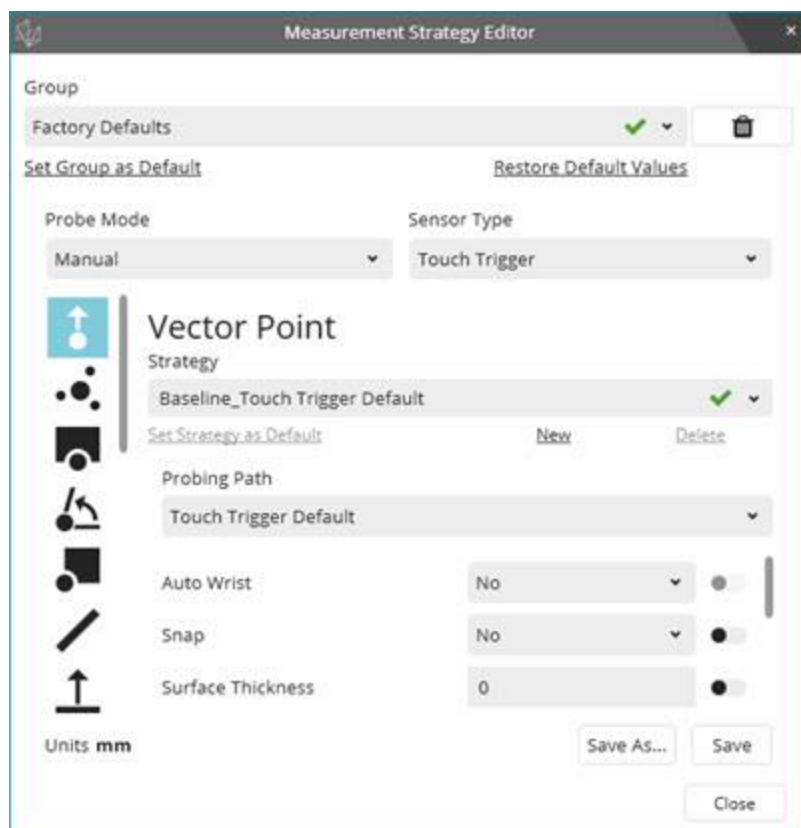 Measurement Strategy Editor
Group
Factory Defaults
Set Group as Default Restore Default Values
Probe Mode Sensor Type
Manual Touch Trigger
Vector Point
Strategy
Baseline_Touch Trigger Default
Set Strategy as Default New Delete
Probing Path
Touch Trigger Default
Auto Wrist No
Snap No
Surface Thickness 0
Units mm Save As... Save
Close